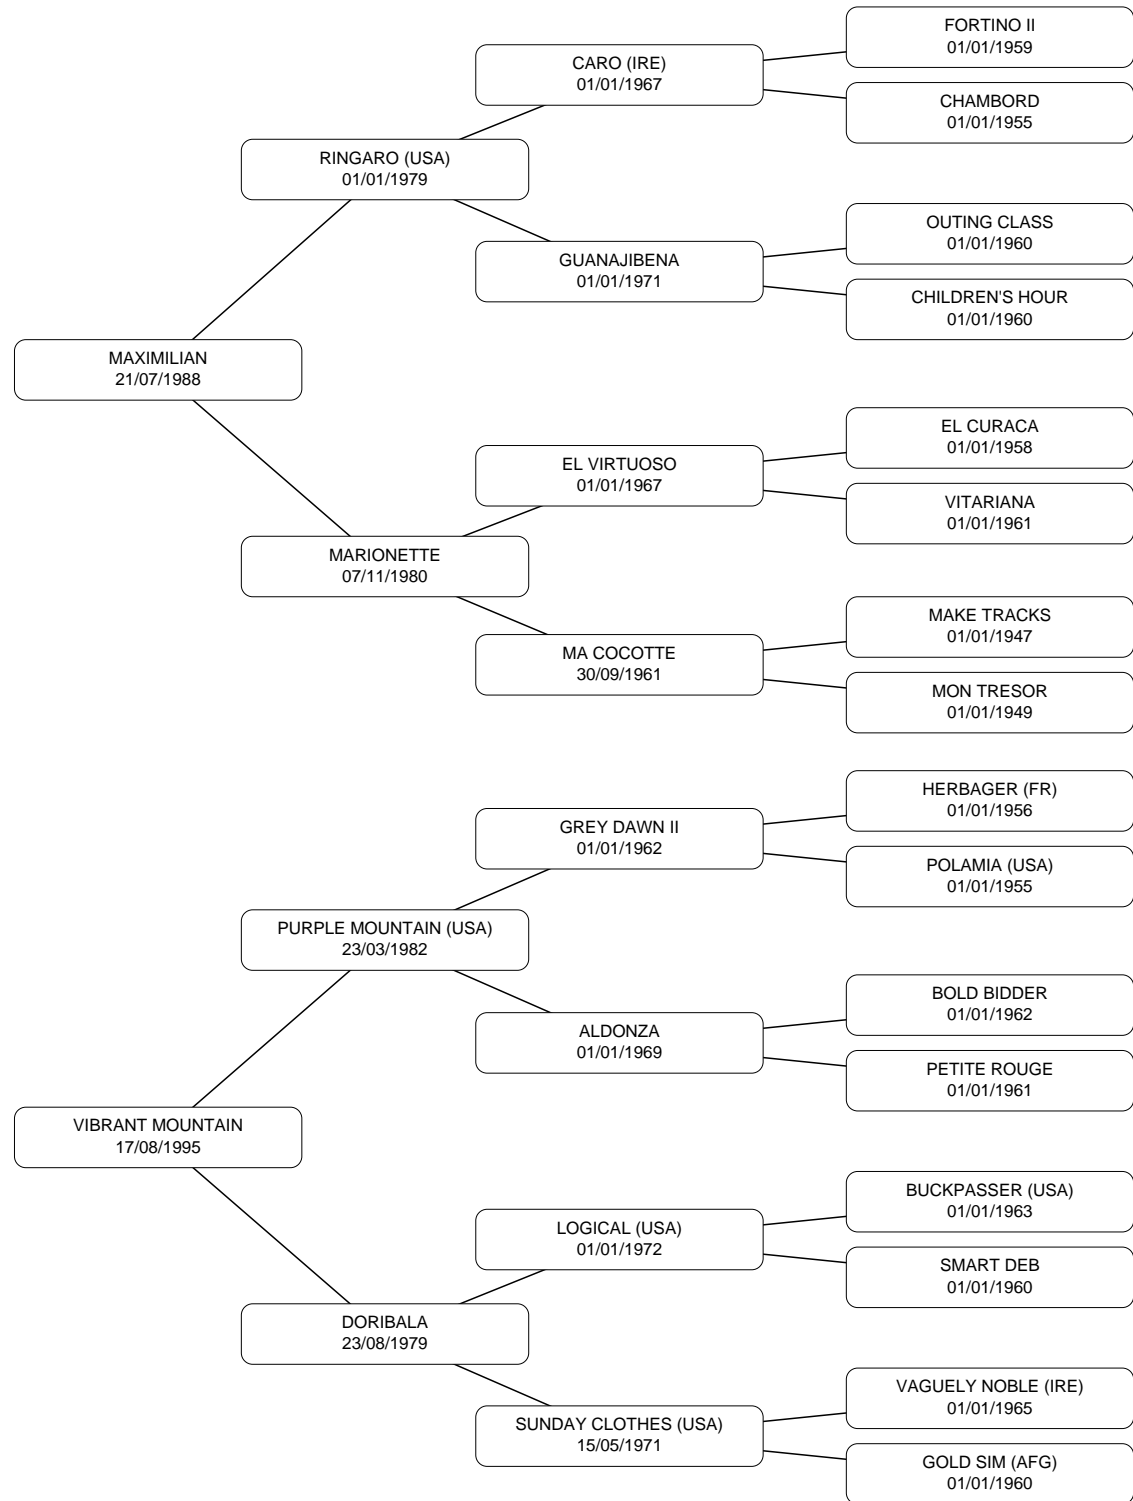 FORTINO II
01/01/1959
CARO (IRE)
01/01/1967
CHAMBORD
01/01/1955
RINGARO (USA)
01/01/1979
OUTING CLASS
01/01/1960
GUANAJIBENA
01/01/1971
CHILDREN'S HOUR
01/01/1960
MAXIMILIAN
21/07/1988
EL CURACA
01/01/1958
EL VIRTUOSO
01/01/1967
VITARIANA
01/01/1961
MARIONETTE
07/11/1980
MAKE TRACKS
01/01/1947
MA COCOTTE
30/09/1961
MON TRESOR
01/01/1949
HERBAGER (FR)
01/01/1956
GREY DAWN II
01/01/1962
POLAMIA (USA)
01/01/1955
PURPLE MOUNTAIN (USA)
23/03/1982
BOLD BIDDER
01/01/1962
ALDONZA
01/01/1969
PETITE ROUGE
01/01/1961
VIBRANT MOUNTAIN
17/08/1995
BUCKPASSER (USA)
01/01/1963
LOGICAL (USA)
01/01/1972
SMART DEB
01/01/1960
DORIBALA
23/08/1979
VAGUELY NOBLE (IRE)
01/01/1965
SUNDAY CLOTHES (USA)
15/05/1971
GOLD SIM (AFG)
01/01/1960